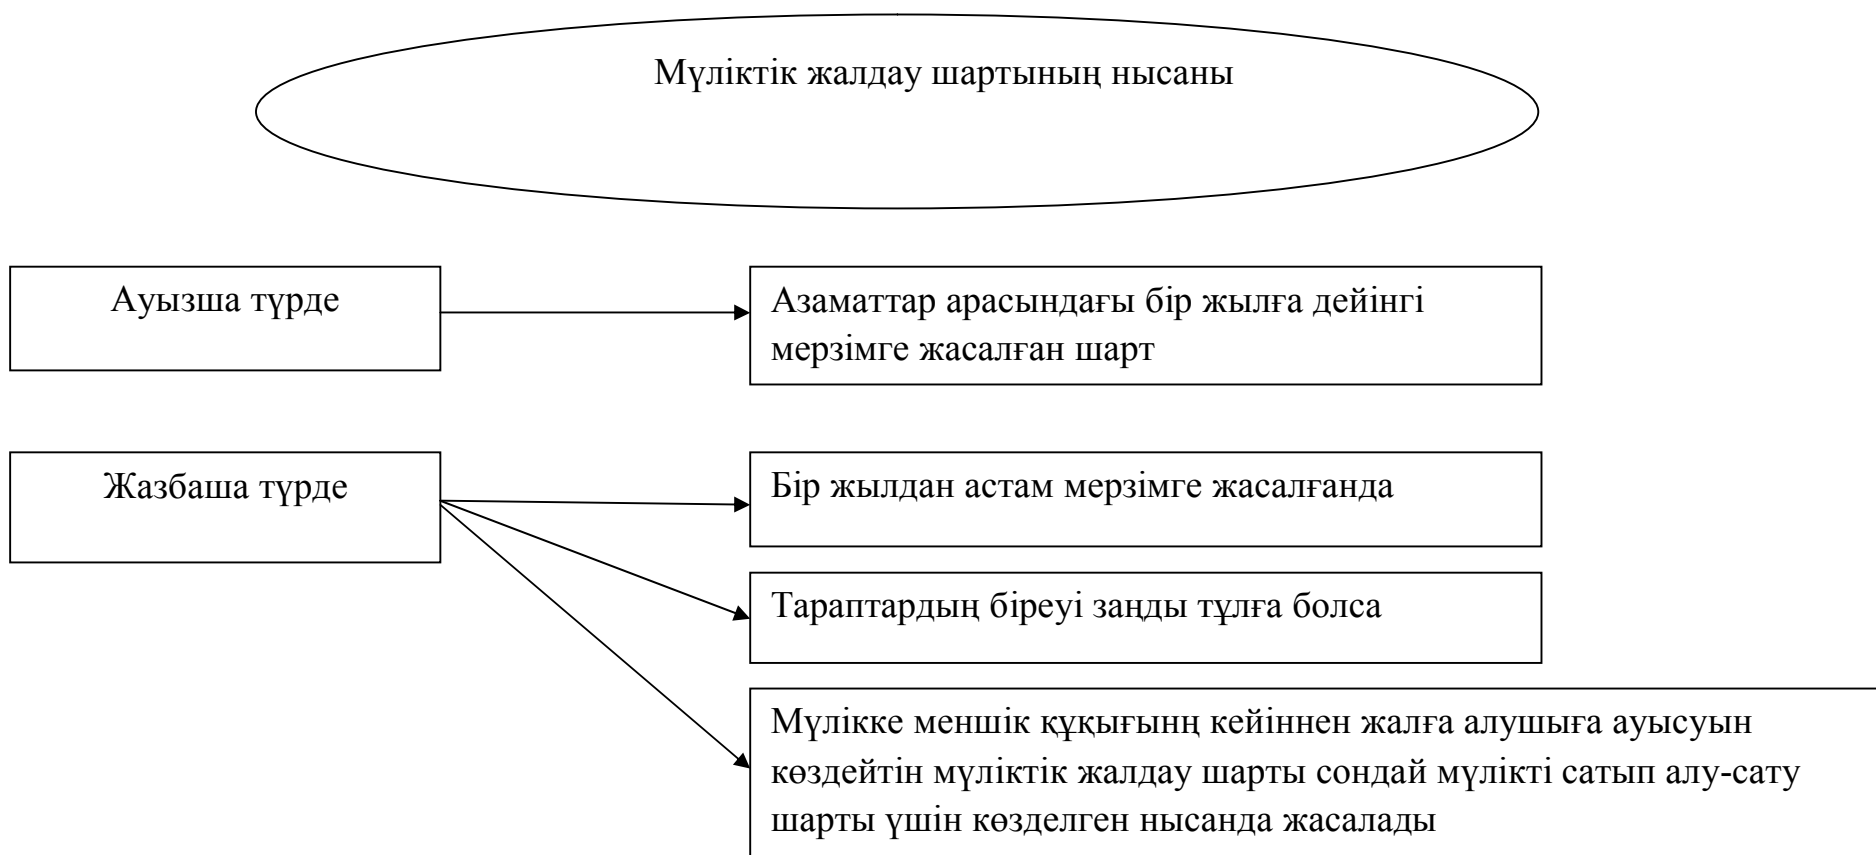 Мүліктік жалдау шартының нысаны
Ауызша түрде
Азаматтар арасындағы бір жылға дейінгі
мерзімге жасалған шарт
Жазбаша түрде
Бір жылдан астам мерзімге жасалғанда
Тараптардың біреуі заңды тұлға болса
Мүлікке меншік құқығынң кейіннен жалға алушыға ауысуын
көздейтін мүліктік жалдау шарты сондай мүлікті сатып алу-сату
шарты үшін көзделген нысанда жасалады